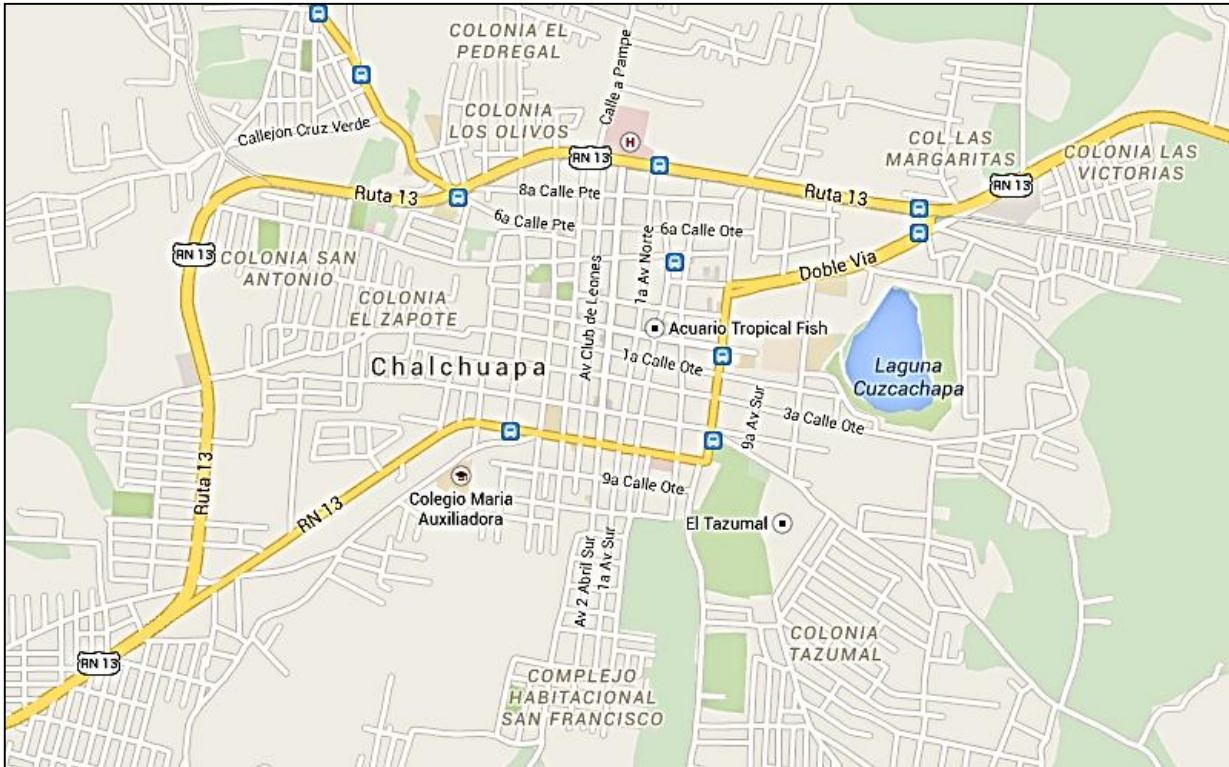 COLONIA EL
PEDREGAL
Calle a Pampe
COLONIA
LOS OLIVOS
Callejon Cruz Verde
H
RN 13
COL LAS
MARGARITAS
COLONIA LAS
VICTORIAS
RN 13
Ruta 13
8a Calle Pte
Ruta 13
6a Calle Pte
6a Calle Ote
RN 13
COLONIA SAN
ANTONIO
1a Av Norte
Doble Via
COLONIA
EL ZAPOTE
Av Club de Leones
Acuario Tropical Fish
Chalchuapa
1a Calle Ote
Laguna
Cuzcachapa
9a Av Sur
3a Calle Ote
Ruta 13
RN 13
Colegio Maria
Auxiliadora
9a Calle Ote
El Tazumal
Av 2 Abril Sur
1a Av Sur
COLONIA
TAZUMAL
RN 13
COMPLEJO
HABITACIONAL
SAN FRANCISCO